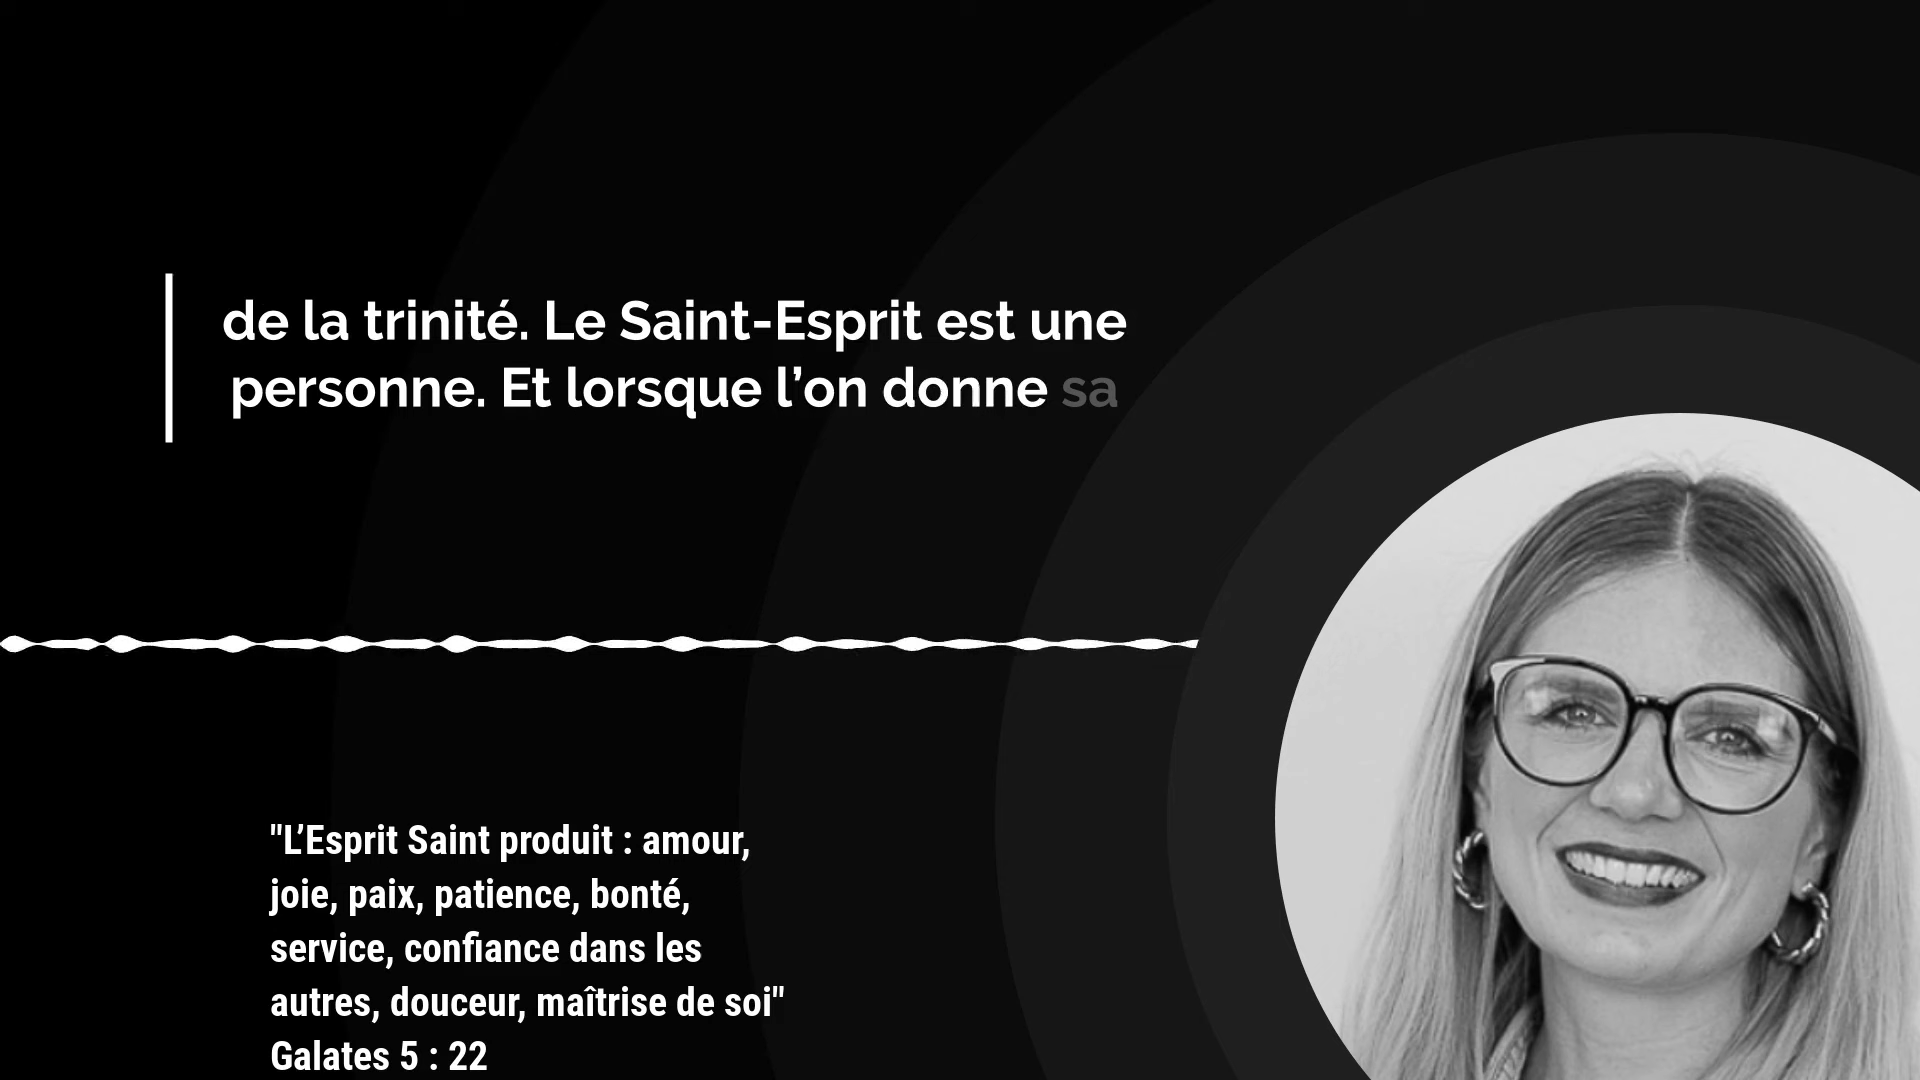 de la trinité. Le Saint-Esprit est une
personne. Et lorsque l’on donne sa
"L’Esprit Saint produit : amour,
joie, paix, patience, bonté,
service, confiance dans les
autres, douceur, maîtrise de soi"
Galates 5 : 22